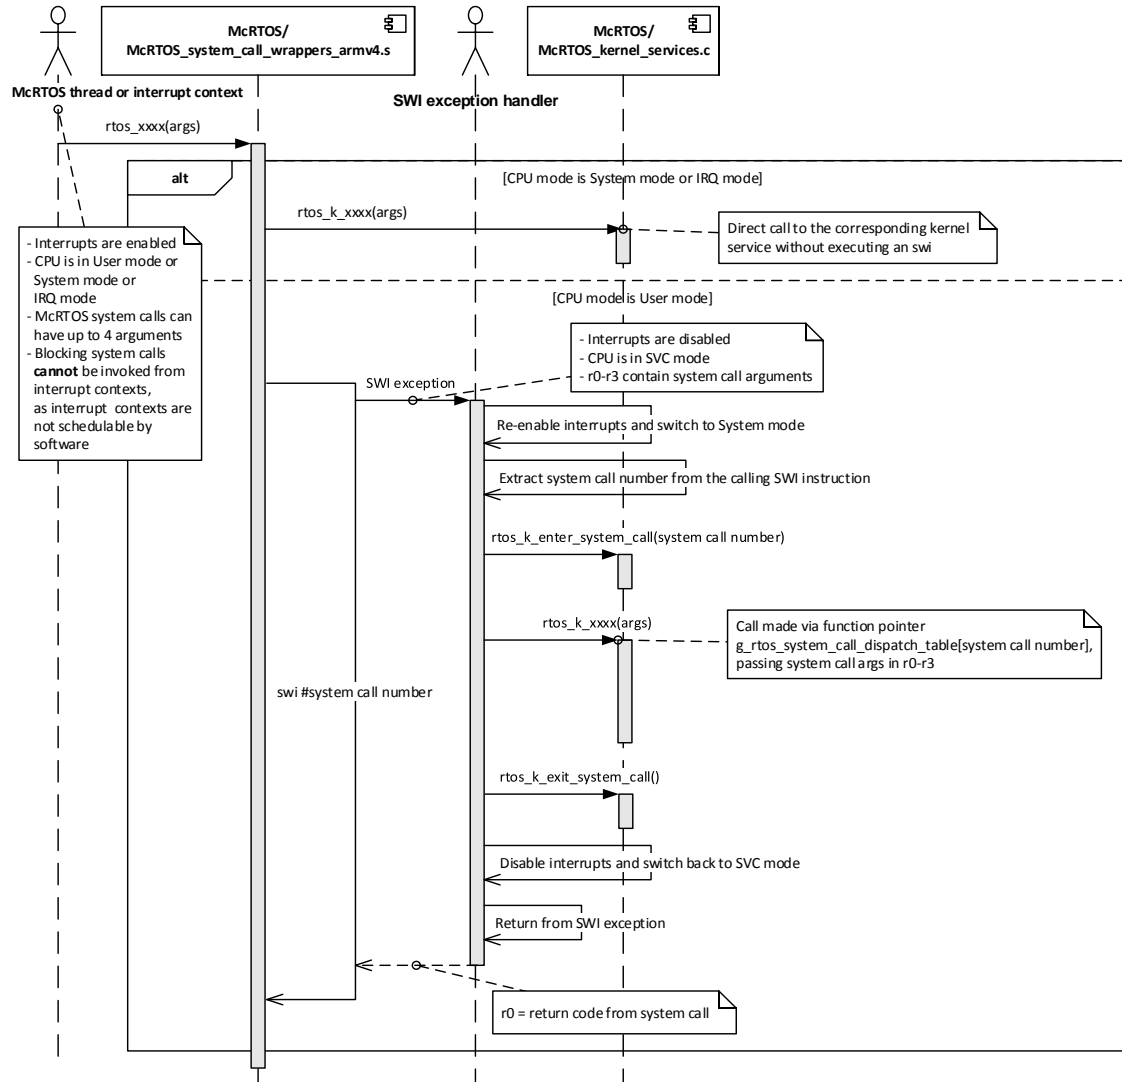 McRTOS/
McRTOS_system_call_wrappers_armv4.s
McRTOS/
McRTOS_kernel_services.c
McRTOS thread or interrupt context
SWI exception handler
rtos_xxxx(args)
alt
[CPU mode is System mode or IRQ mode]
rtos_k_xxxx(args)
Direct call to the corresponding kernel
service without executing an swi
- Interrupts are enabled
- CPU is in User mode or
System mode or
IRQ mode
- McRTOS system calls can
have up to 4 arguments
- Blocking system calls
cannot be invoked from
interrupt contexts,
as interrupt contexts are
not schedulable by
software
[CPU mode is User mode]
- Interrupts are disabled
- CPU is in SVC mode
- r0-r3 contain system call arguments
SWI exception
Re-enable interrupts and switch to System mode
Extract system call number from the calling SWI instruction
rtos_k_enter_system_call(system call number)
rtos_k_xxxx(args)
Call made via function pointer
g_rtos_system_call_dispatch_table[system call number],
passing system call args in r0-r3
swi #system call number
rtos_k_exit_system_call()
Disable interrupts and switch back to SVC mode
Return from SWI exception
r0 = return code from system call